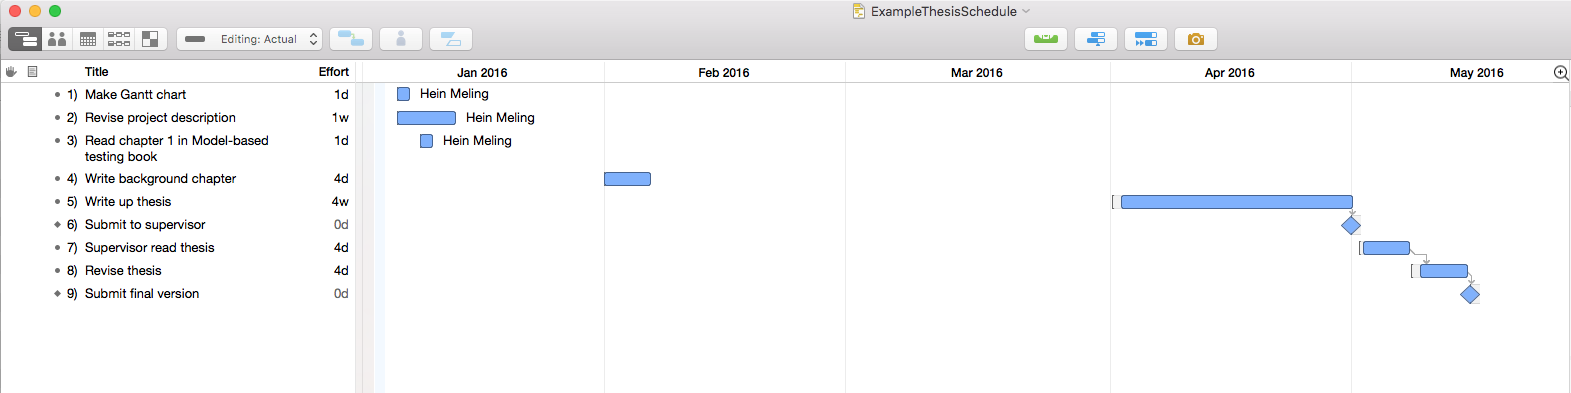 ExampleThesisSchedule
Editing: Actual
Title Effort Jan 2016 Feb 2016 Mar 2016 Apr 2016 May 2016
1) Make Gantt chart 1d Hein Meling
2) Revise project description 1w Hein Meling
3) Read chapter 1 in Model-based 1d Hein Meling
testing book
4) Write background chapter 4d
5) Write up thesis 4w
6) Submit to supervisor 0d
7) Supervisor read thesis 4d
8) Revise thesis 4d
9) Submit final version 0d